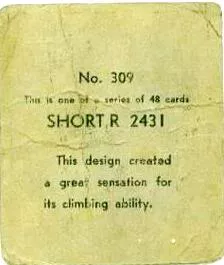 No. 309
This is one of a series of 48 cards
SHORT R 2431
This design created
a great sensation for
its climbing ability.